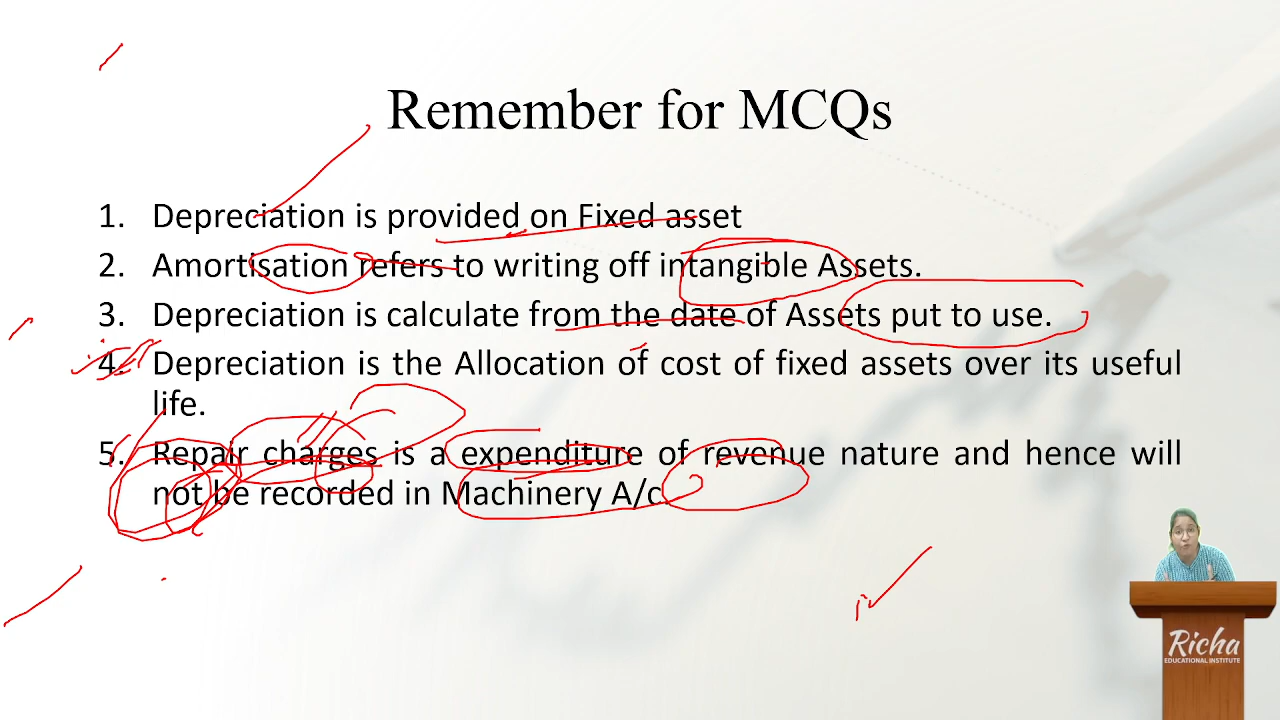 Remember for MCQs
1. Depreciation is provided on Fixed asset
2. Amortisation refers to writing off intangible Assets.
3. Depreciation is calculate from the date of Assets put to use.
4. Depreciation is the Allocation of cost of fixed assets over its useful
life.
5. Repair charges is a expenditure of revenue nature and hence will
not be recorded in Machinery A/c.
Richa
EDUCATIONAL INSTITUTE